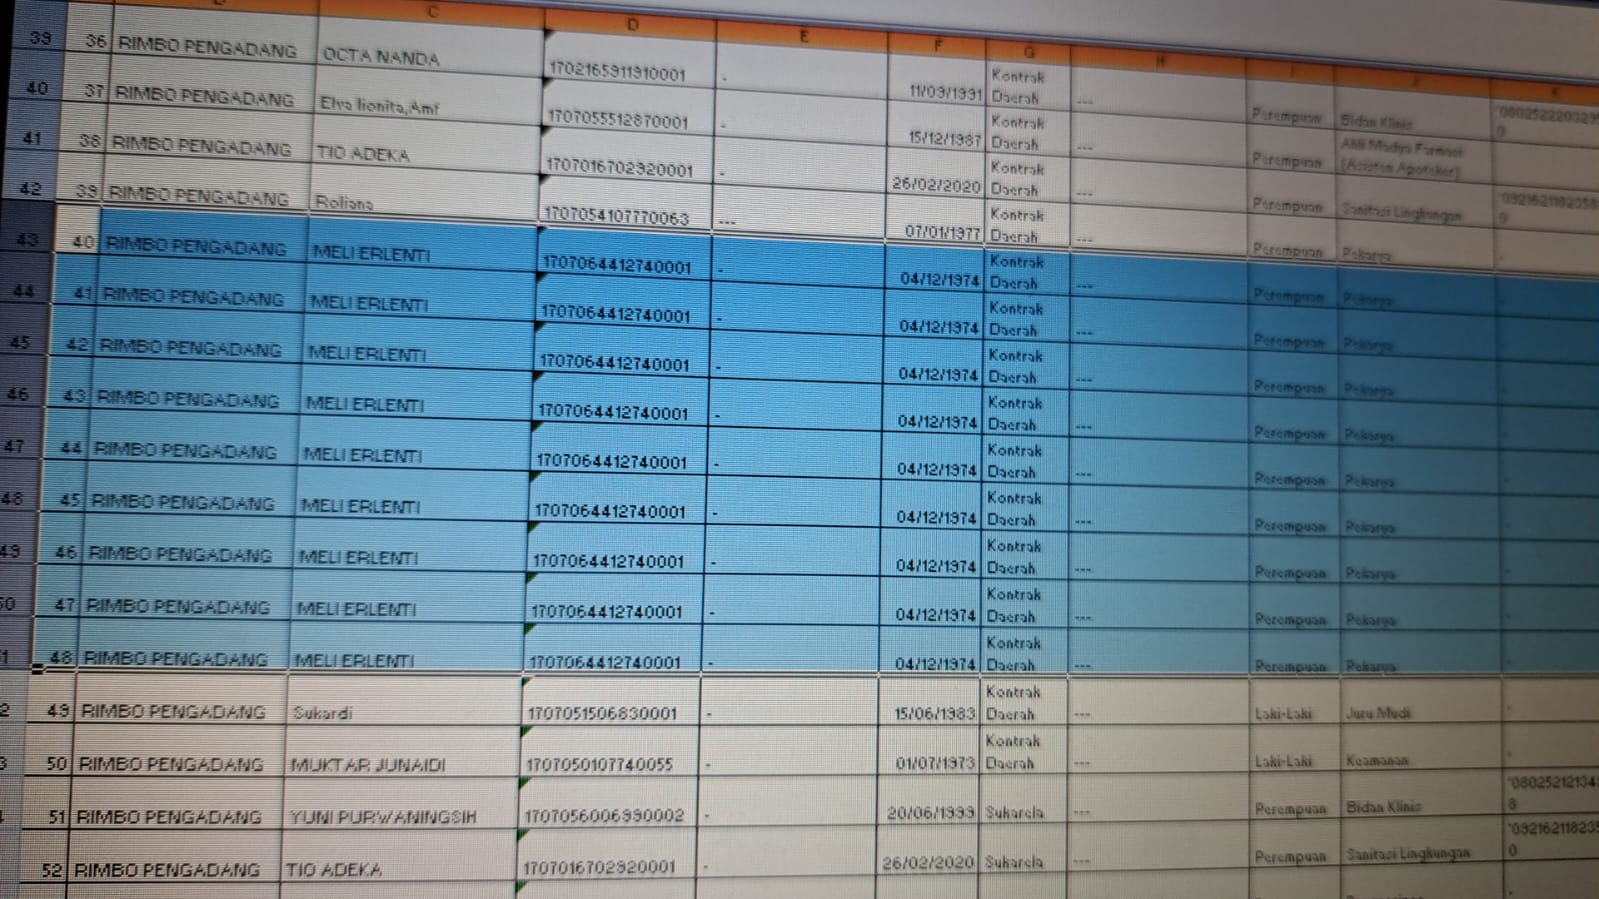 C D E F G H I J K
39 36 RIMBO PENGADANG OCTA NANDA 1702165911910001 - 11/09/1991 Kontrak Daerah --- Perempuan Bidan Klinis
40 37 RIMBO PENGADANG Elva lionita,Amf 1707055512870001 - 15/12/1987 Kontrak Daerah --- Perempuan Ahli Madya Farmasi (Asisten Apoteker)
41 38 RIMBO PENGADANG TIO ADEKA 1707016702920001 - 26/02/2020 Kontrak Daerah --- Perempuan Sanitasi Lingkungan
42 39 RIMBO PENGADANG Roliana 1707054107770063 --- 07/01/1977 Kontrak Daerah --- Perempuan Pekarya -
43 40 RIMBO PENGADANG MELI ERLENTI 1707064412740001 - 04/12/1974 Kontrak Daerah --- Perempuan Pekarya -
44 41 RIMBO PENGADANG MELI ERLENTI 1707064412740001 - 04/12/1974 Kontrak Daerah --- Perempuan Pekarya -
45 42 RIMBO PENGADANG MELI ERLENTI 1707064412740001 - 04/12/1974 Kontrak Daerah --- Perempuan Pekarya -
46 43 RIMBO PENGADANG MELI ERLENTI 1707064412740001 - 04/12/1974 Kontrak Daerah --- Perempuan Pekarya -
47 44 RIMBO PENGADANG MELI ERLENTI 1707064412740001 - 04/12/1974 Kontrak Daerah --- Perempuan Pekarya -
48 45 RIMBO PENGADANG MELI ERLENTI 1707064412740001 - 04/12/1974 Kontrak Daerah --- Perempuan Pekarya -
49 46 RIMBO PENGADANG MELI ERLENTI 1707064412740001 - 04/12/1974 Kontrak Daerah --- Perempuan Pekarya -
50 47 RIMBO PENGADANG MELI ERLENTI 1707064412740001 - 04/12/1974 Kontrak Daerah --- Perempuan Pekarya -
1 48 RIMBO PENGADANG MELI ERLENTI 1707064412740001 - 04/12/1974 Kontrak Daerah --- Perempuan Pekarya -
2 49 RIMBO PENGADANG Sukardi 1707051506830001 - 15/06/1983 Kontrak Daerah --- Laki-Laki Juru Mudi -
3 50 RIMBO PENGADANG MUKTAR JUNAIDI 1707050107740055 - 01/07/1973 Kontrak Daerah --- Laki-Laki Keamanan -
51 RIMBO PENGADANG YUNI PURWANINGSIH 1707056006990002 - 20/06/1999 Sukarela --- Perempuan Bidan Klinis '08025212134 8
52 RIMBO PENGADANG TIO ADEKA 1707016702920001 - 26/02/2020 Sukarela --- Perempuan Sanitasi Lingkungan '092162118235 0